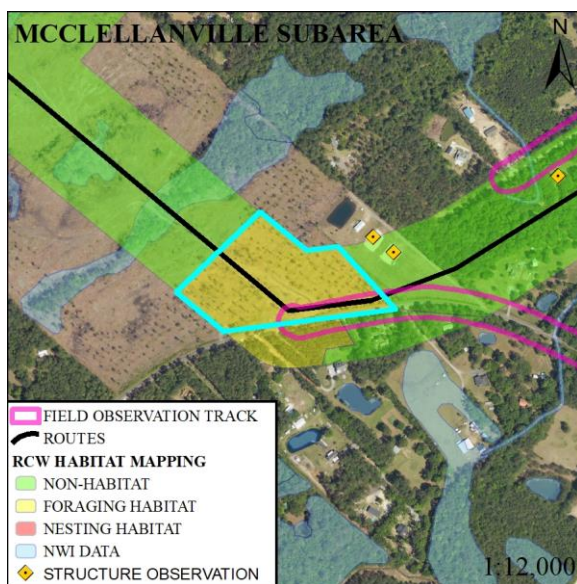 MCCLELLANVILLE SUBAREA
N
FIELD OBSERVATION TRACK
ROUTES
RCW HABITAT MAPPING
NON-HABITAT
FORAGING HABITAT
NESTING HABITAT
NWI DATA
STRUCTURE OBSERVATION
1:12,000